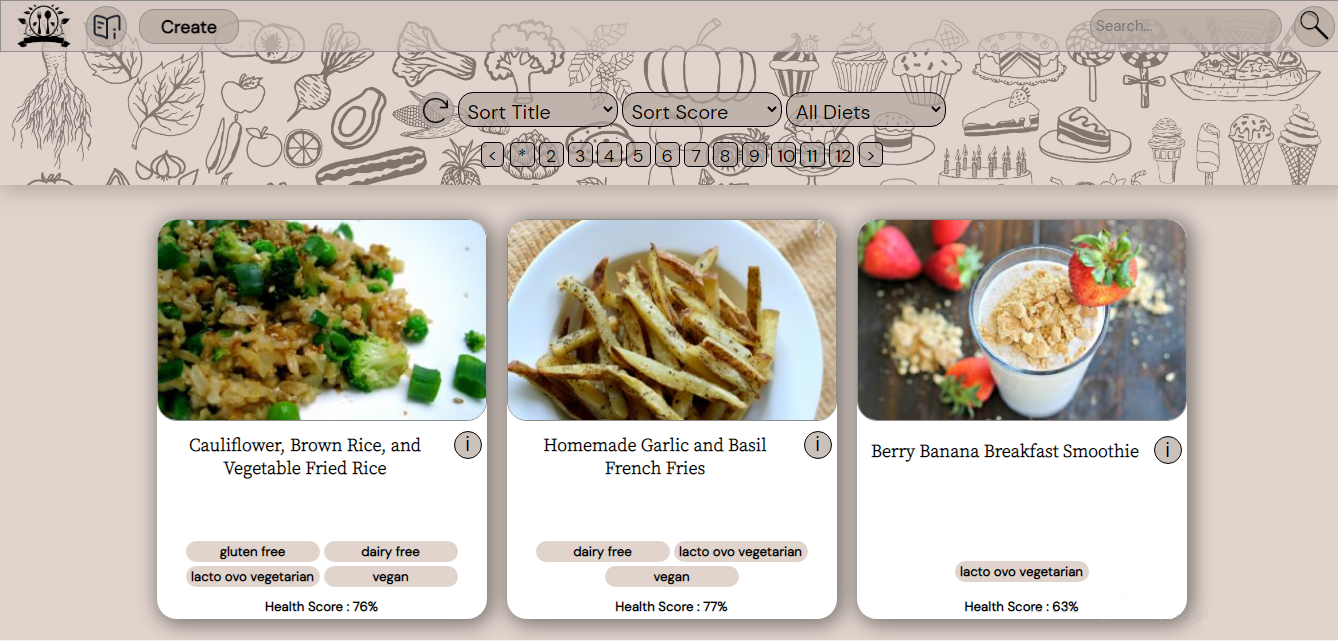 Create
Search...
Sort Title Sort Score All Diets
< * 2 3 4 5 6 7 8 9 10 11 12 >
Cauliflower, Brown Rice, and
Vegetable Fried Rice
i
gluten free dairy free
lacto ovo vegetarian vegan
Health Score : 76%
Homemade Garlic and Basil
French Fries
i
dairy free lacto ovo vegetarian
vegan
Health Score : 77%
Berry Banana Breakfast Smoothie
i
lacto ovo vegetarian
Health Score : 63%